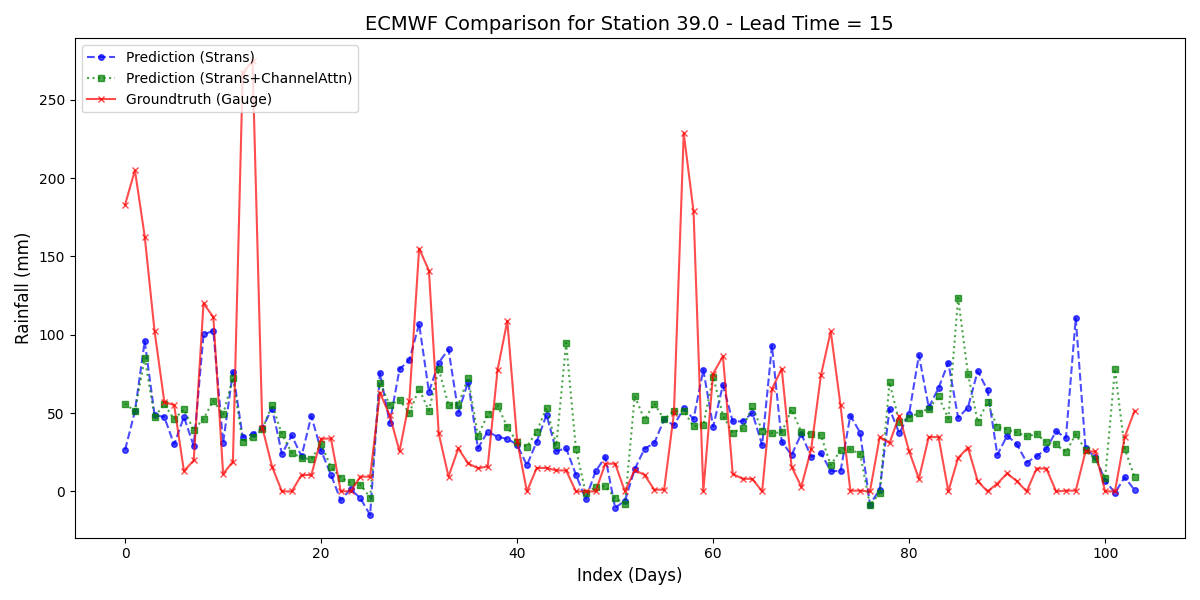 ECMWF Comparison for Station 39.0 - Lead Time = 15
Prediction (Strans)
Prediction (Strans+ChannelAttn)
Groundtruth (Gauge)
250
200
150
100
50
0
Rainfall (mm)
0 20 40 60 80 100
Index (Days)